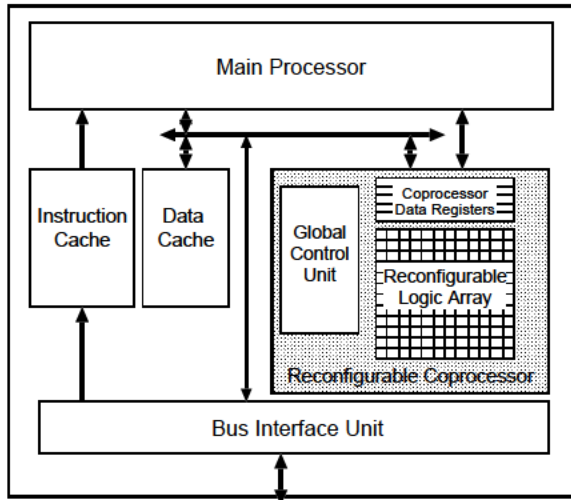 Main Processor
Instruction
Cache
Data
Cache
Global
Control
Unit
Coprocessor
Data Registers
Reconfigurable
Logic Array
Reconfigurable Coprocessor
Bus Interface Unit